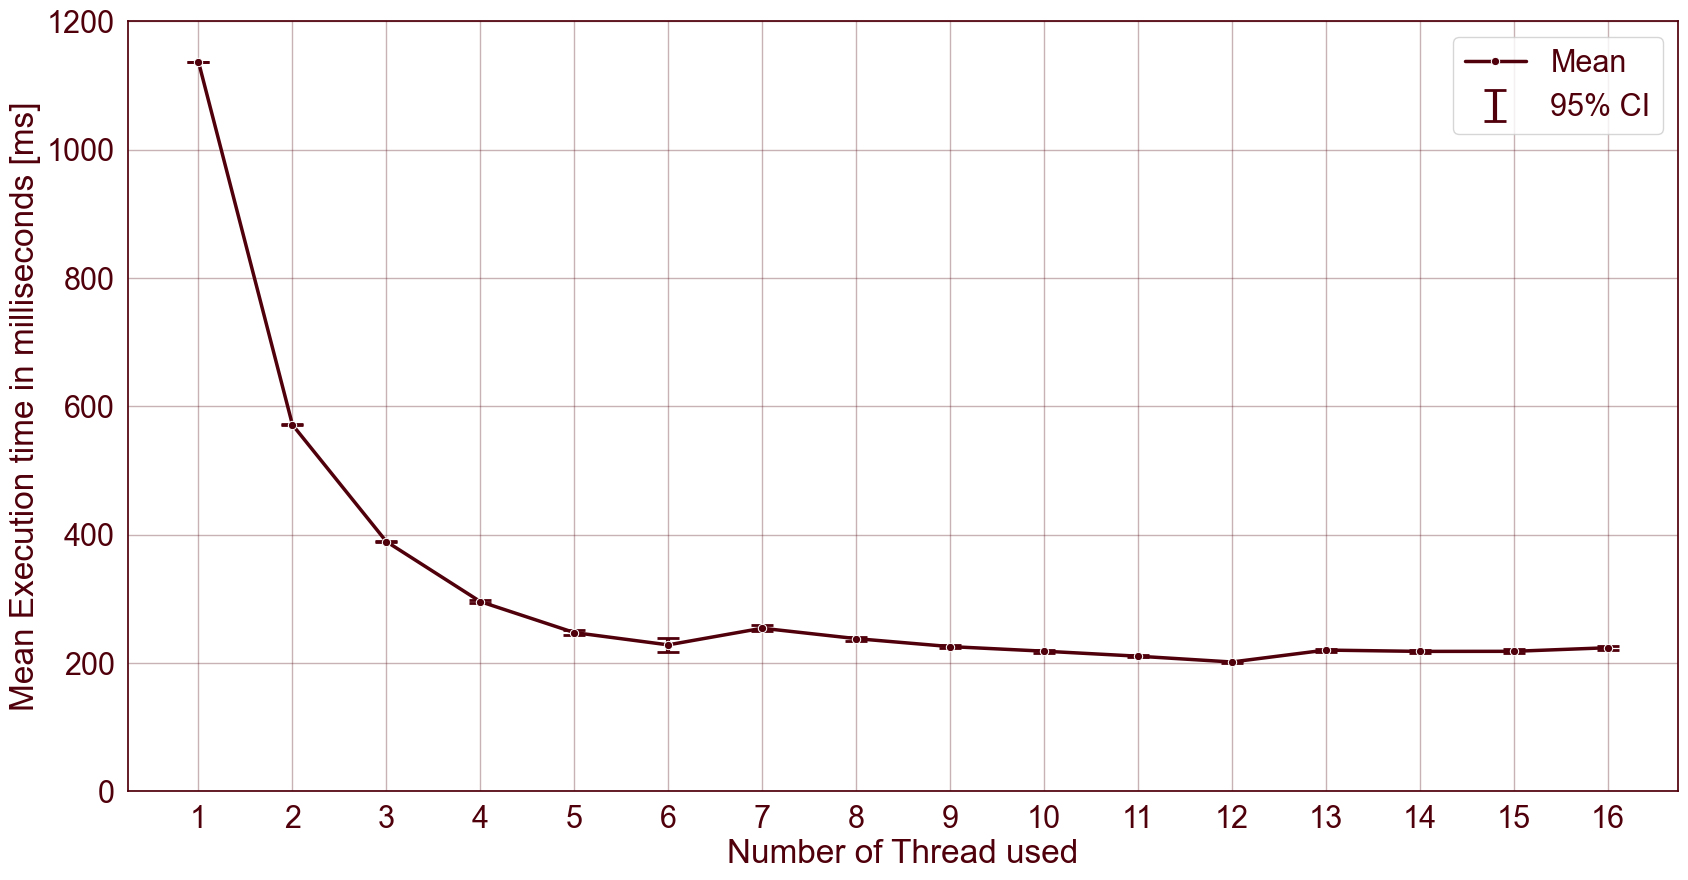 Mean Execution time in milliseconds [ms]
1200
1000
800
600
400
200
0
Mean
95% CI
1 2 3 4 5 6 7 8 9 10 11 12 13 14 15 16
Number of Thread used